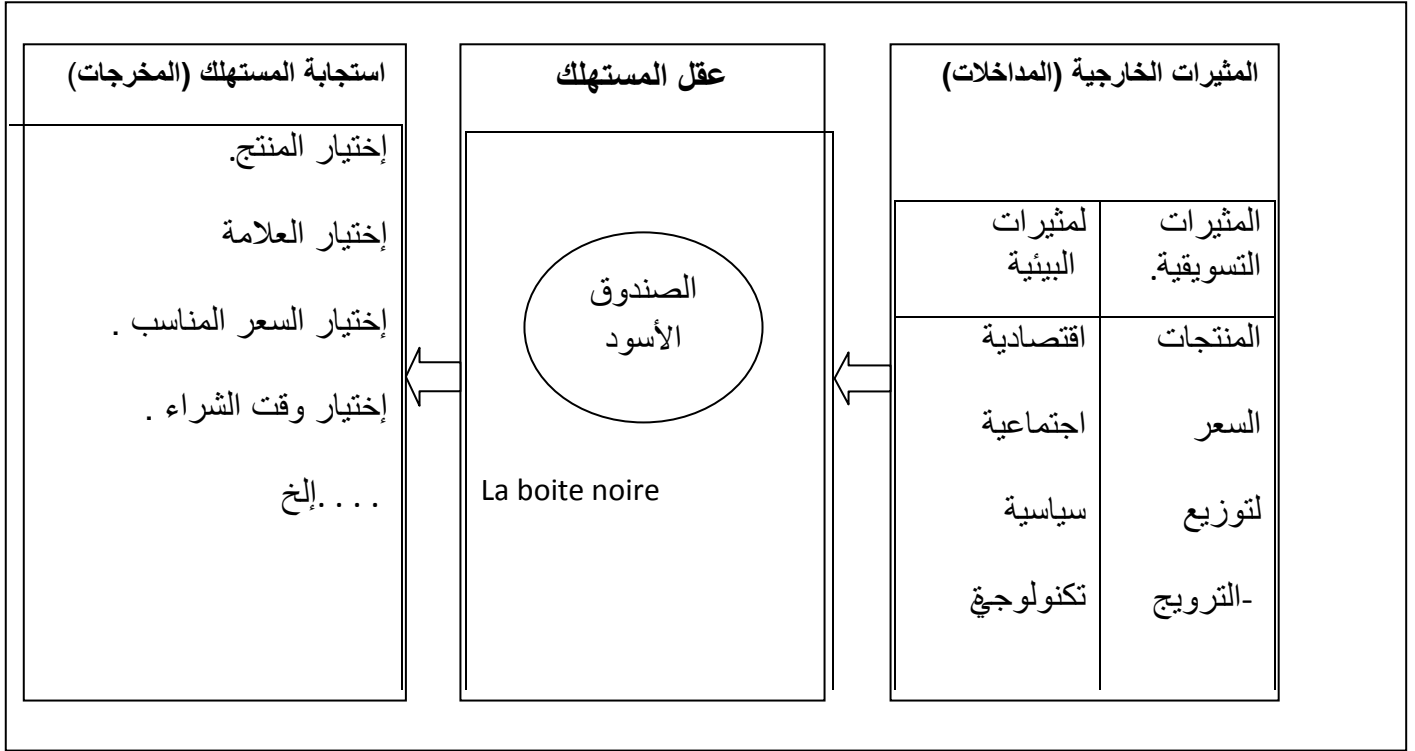 المثيرات الخارجية (المداخلات)
المثيرات
التسويقية.
لمثيرات
البيئية
المنتجات
اقتصادية
السعر
اجتماعية
لتوزيع
سياسية
-الترويج
تكنولوجية
عقل المستهلك
الصندوق
الأسود
La boite noire
استجابة المستهلك (المخرجات)
إختيار المنتج.
إختيار العلامة
إختيار السعر المناسب .
إختيار وقت الشراء .
. . . .إلخ